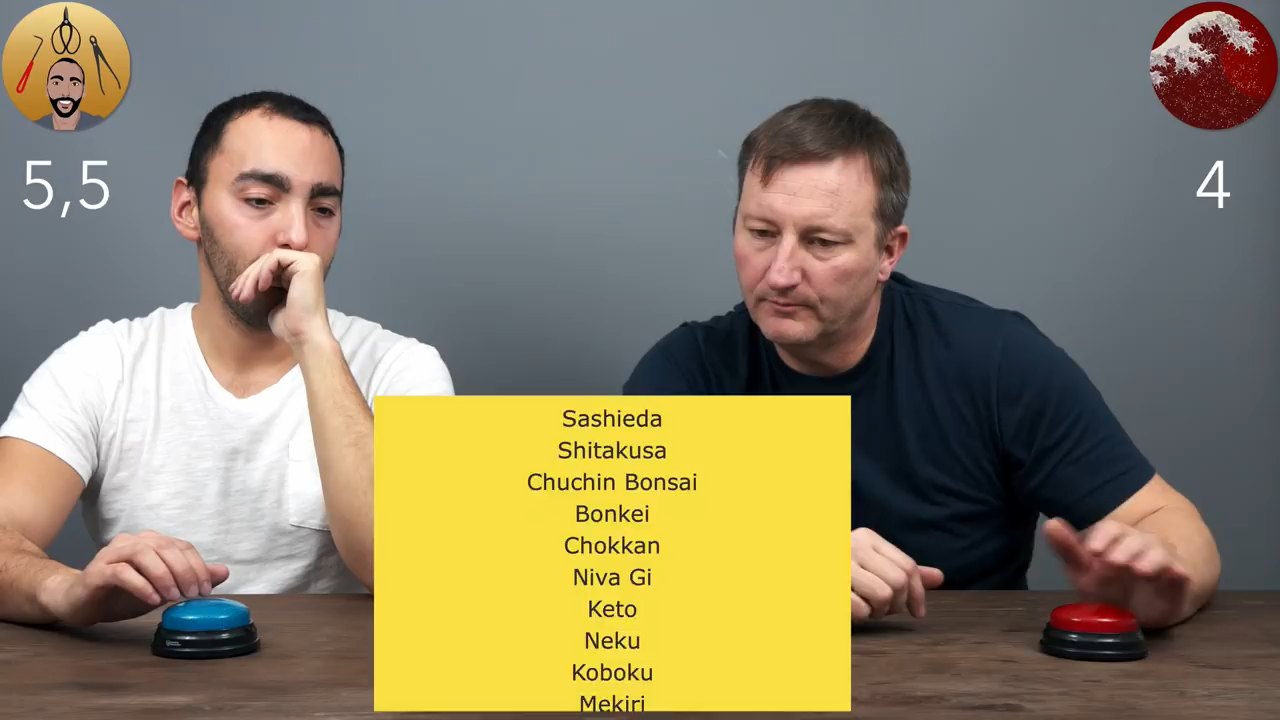 5,5
4
Sashieda
Shitakusa
Chuchin Bonsai
Bonkei
Chokkan
Niva Gi
Keto
Neku
Koboku
Mekiri